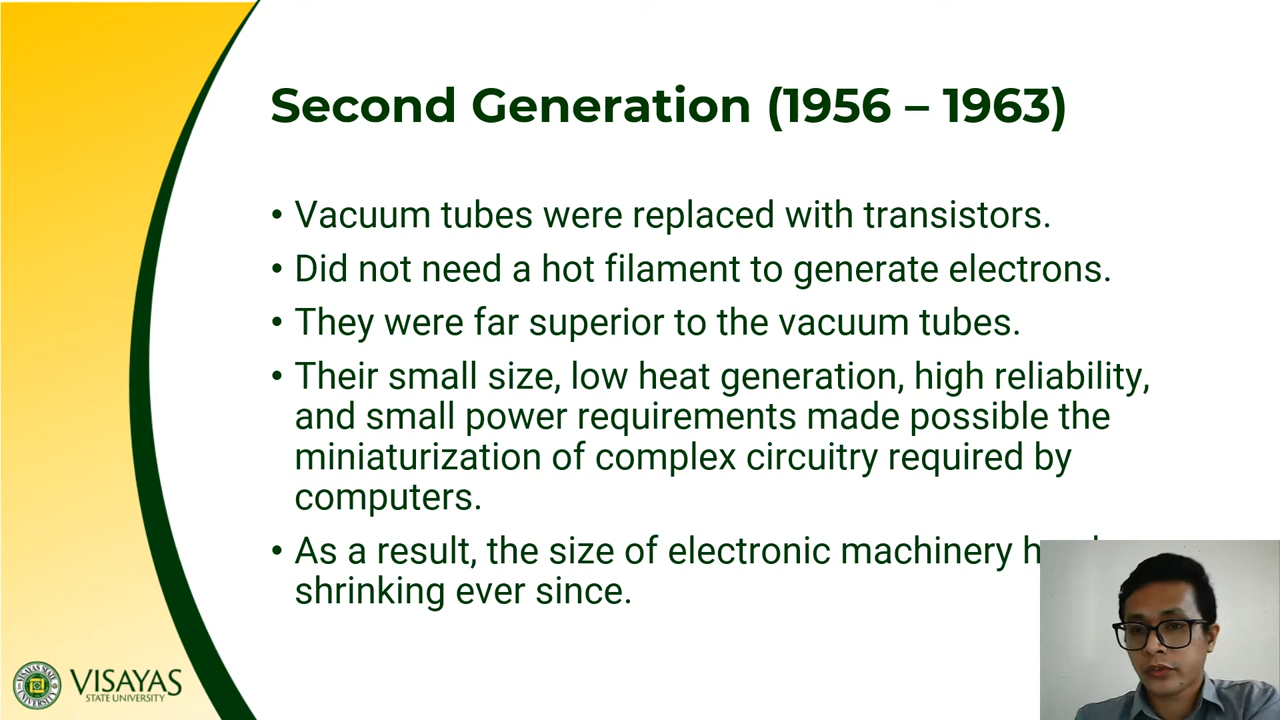 Second Generation (1956 – 1963)
• Vacuum tubes were replaced with transistors.
• Did not need a hot filament to generate electrons.
• They were far superior to the vacuum tubes.
• Their small size, low heat generation, high reliability,
and small power requirements made possible the
miniaturization of complex circuitry required by
computers.
• As a result, the size of electronic machinery
shrinking ever since.
VISAYAS
STATE UNIVERSITY